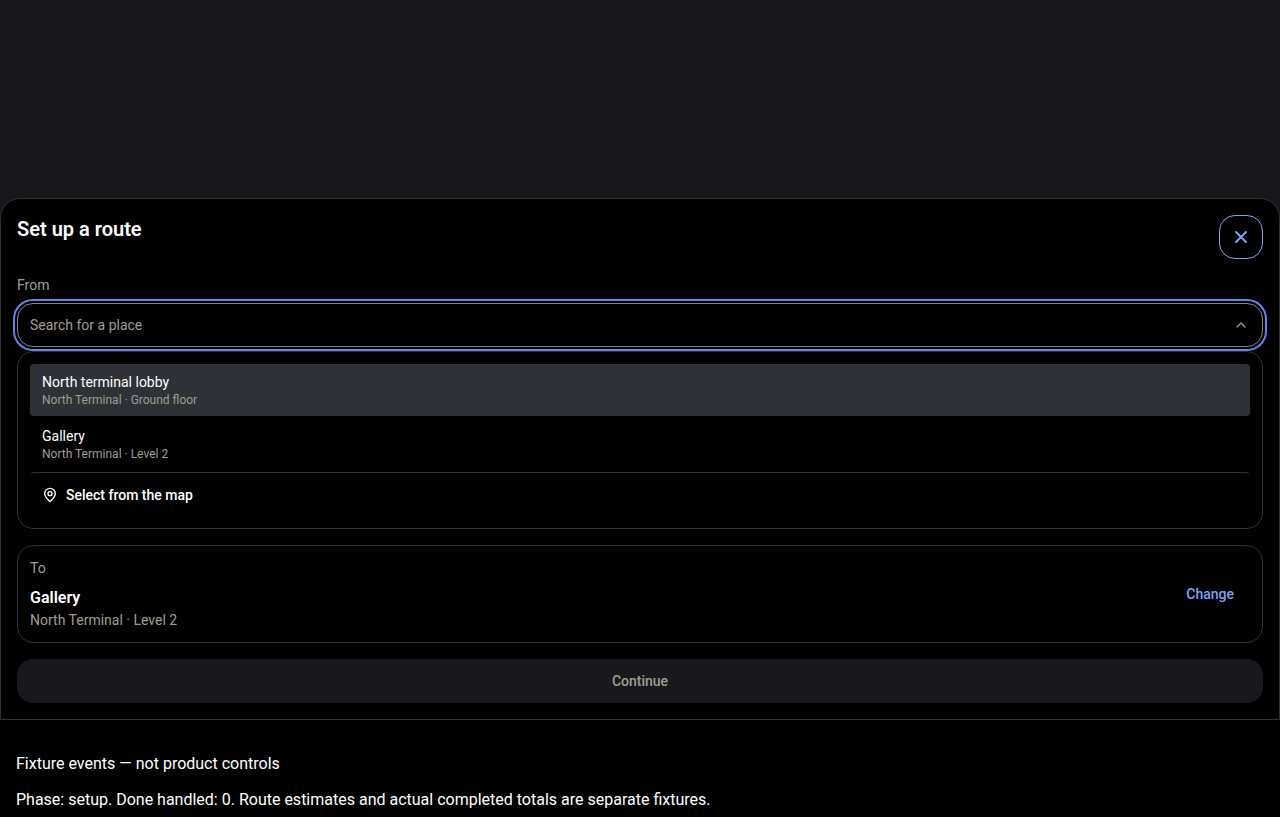 Set up a route
From
Search for a place
North terminal lobby
North Terminal · Ground floor
Gallery
North Terminal · Level 2
Select from the map
To
Gallery
North Terminal · Level 2
Change
Continue
Fixture events — not product controls
Phase: setup. Done handled: 0. Route estimates and actual completed totals are separate fixtures.